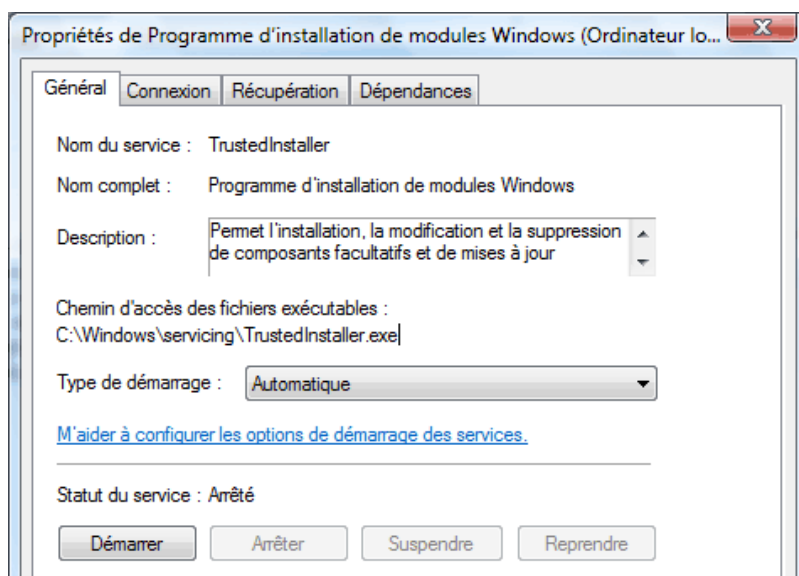 Propriétés de Programme d'installation de modules Windows (Ordinateur lo...
Général Connexion Récupération Dépendances
Nom du service : TrustedInstaller
Nom complet : Programme d'installation de modules Windows
Description : Permet l'installation, la modification et la suppression
de composants facultatifs et de mises à jour
Chemin d'accès des fichiers exécutables :
C:\Windows\servicing\TrustedInstaller.exe
Type de démarrage : Automatique
M'aider à configurer les options de démarrage des services.
Statut du service : Arrêté
Démarrer Arrêter Suspendre Reprendre